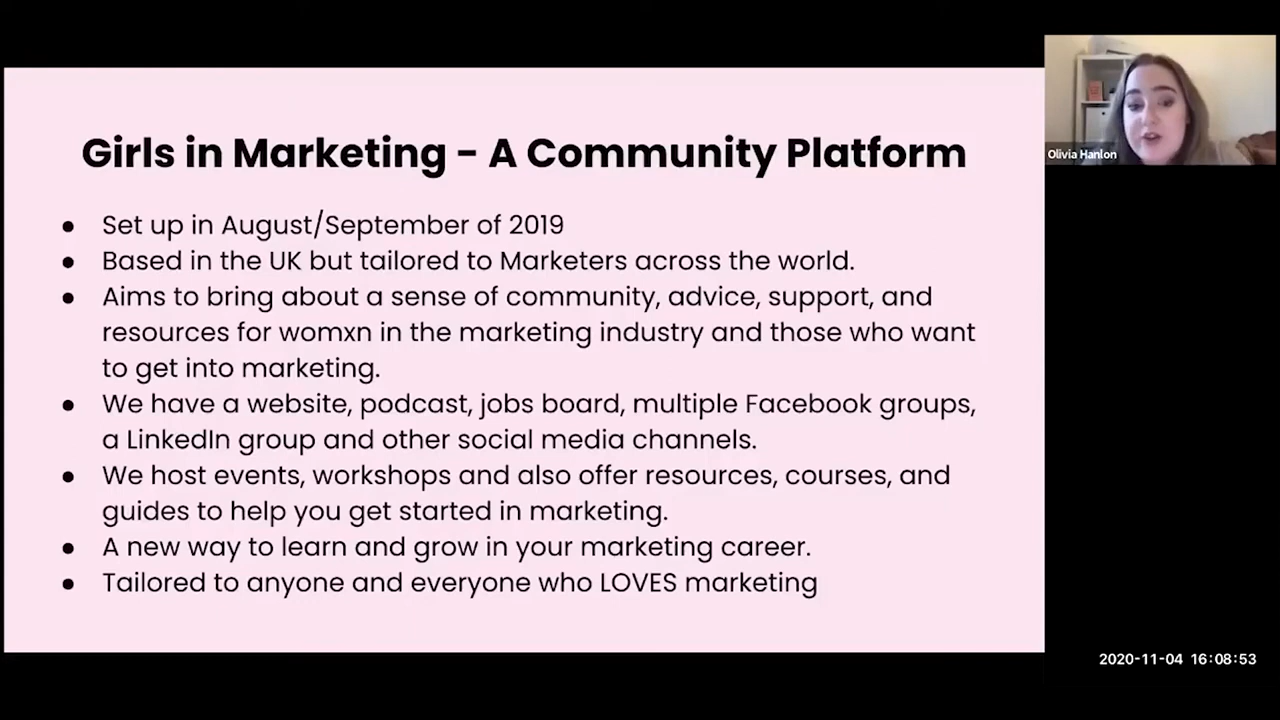 Girls in Marketing - A Community Platform
● Set up in August/September of 2019
● Based in the UK but tailored to Marketers across the world.
● Aims to bring about a sense of community, advice, support, and
resources for womxn in the marketing industry and those who want
to get into marketing.
● We have a website, podcast, jobs board, multiple Facebook groups,
a LinkedIn group and other social media channels.
● We host events, workshops and also offer resources, courses, and
guides to help you get started in marketing.
● A new way to learn and grow in your marketing career.
● Tailored to anyone and everyone who LOVES marketing
Olivia Hanlon
2020-11-04 16:08:53